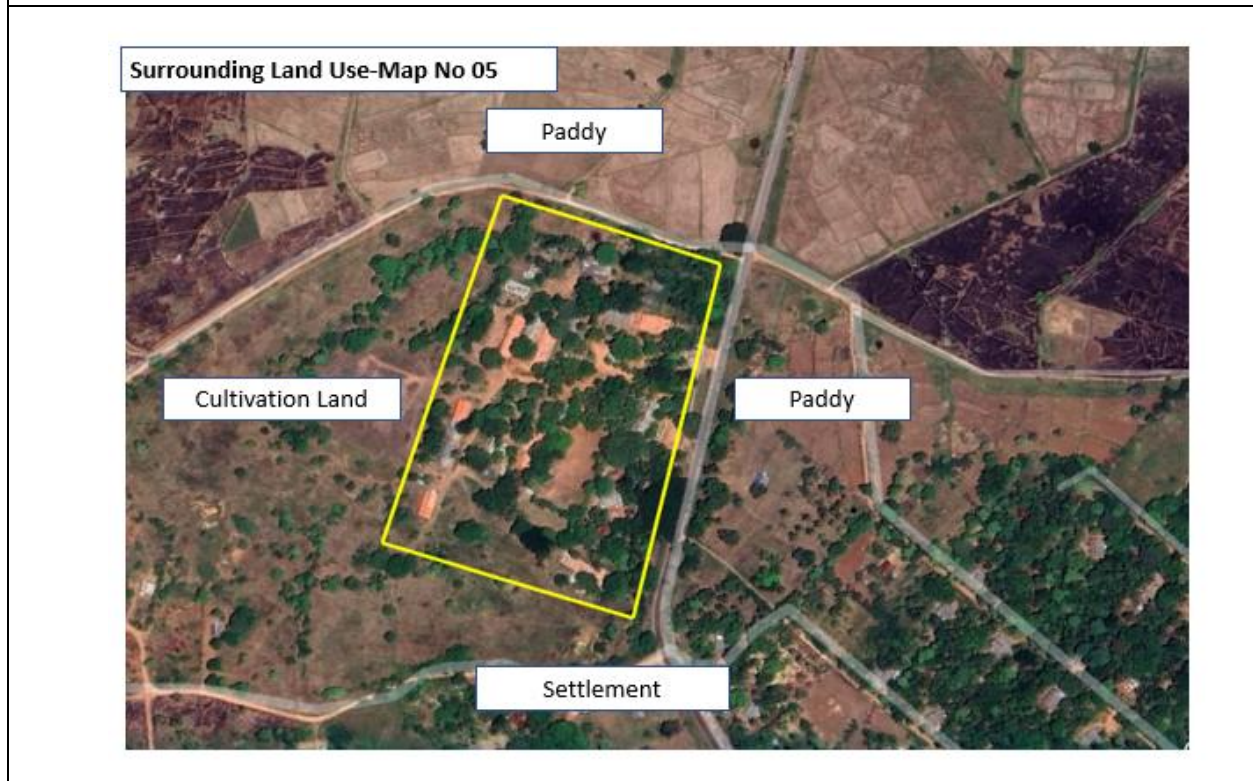 Surrounding Land Use-Map No 05
Paddy
Cultivation Land
Paddy
Settlement